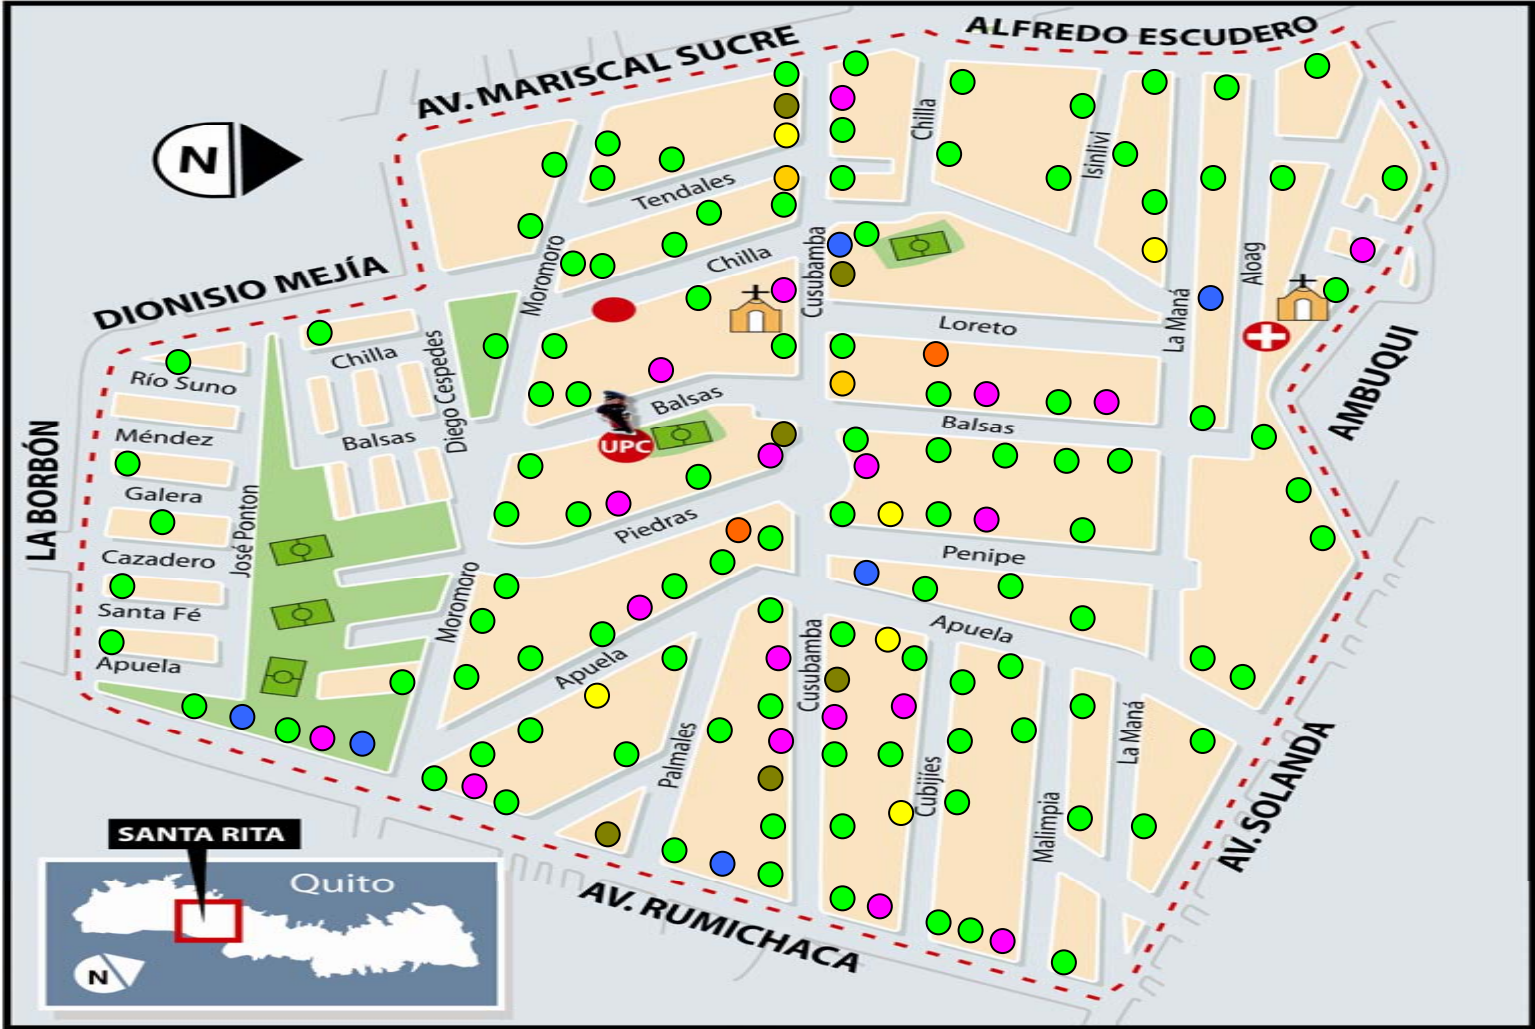 ALFREDO ESCUDERO
AV. MARISCAL SUCRE
Chilla
Isinlivi
N
Tendales
Moromoro
Chilla
Cusubamba
Aloag
DIONISIO MEJÍA
La Maná
Loreto
Chilla
Diego Cespedes
Río Suno
AMBUQUI
Balsas
Balsas
Méndez
Balsas
UPC
LA BORBÓN
Galera
José Ponton
Piedras
Cazadero
Penipe
Moromoro
Santa Fé
Apuela
Apuela
Apuela
Cusubamba
La Maná
Palmales
Cubijíes
Malimpia
AV. SOLANDA
SANTA RITA
Quito
N
AV. RUMICHACA